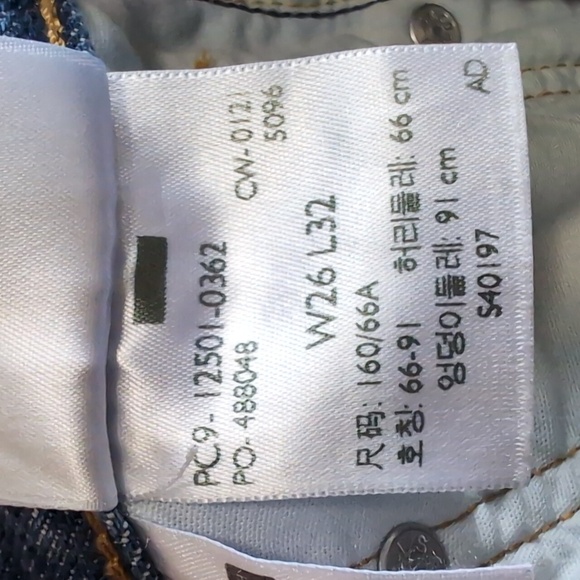 PC9- 12501-0362
CW-0121
PO- 488048
5096
W26 L32
尺码: 160/66A
호칭: 66-91 허리둘레: 66 cm
엉덩이둘레: 91 cm
S40197
AD